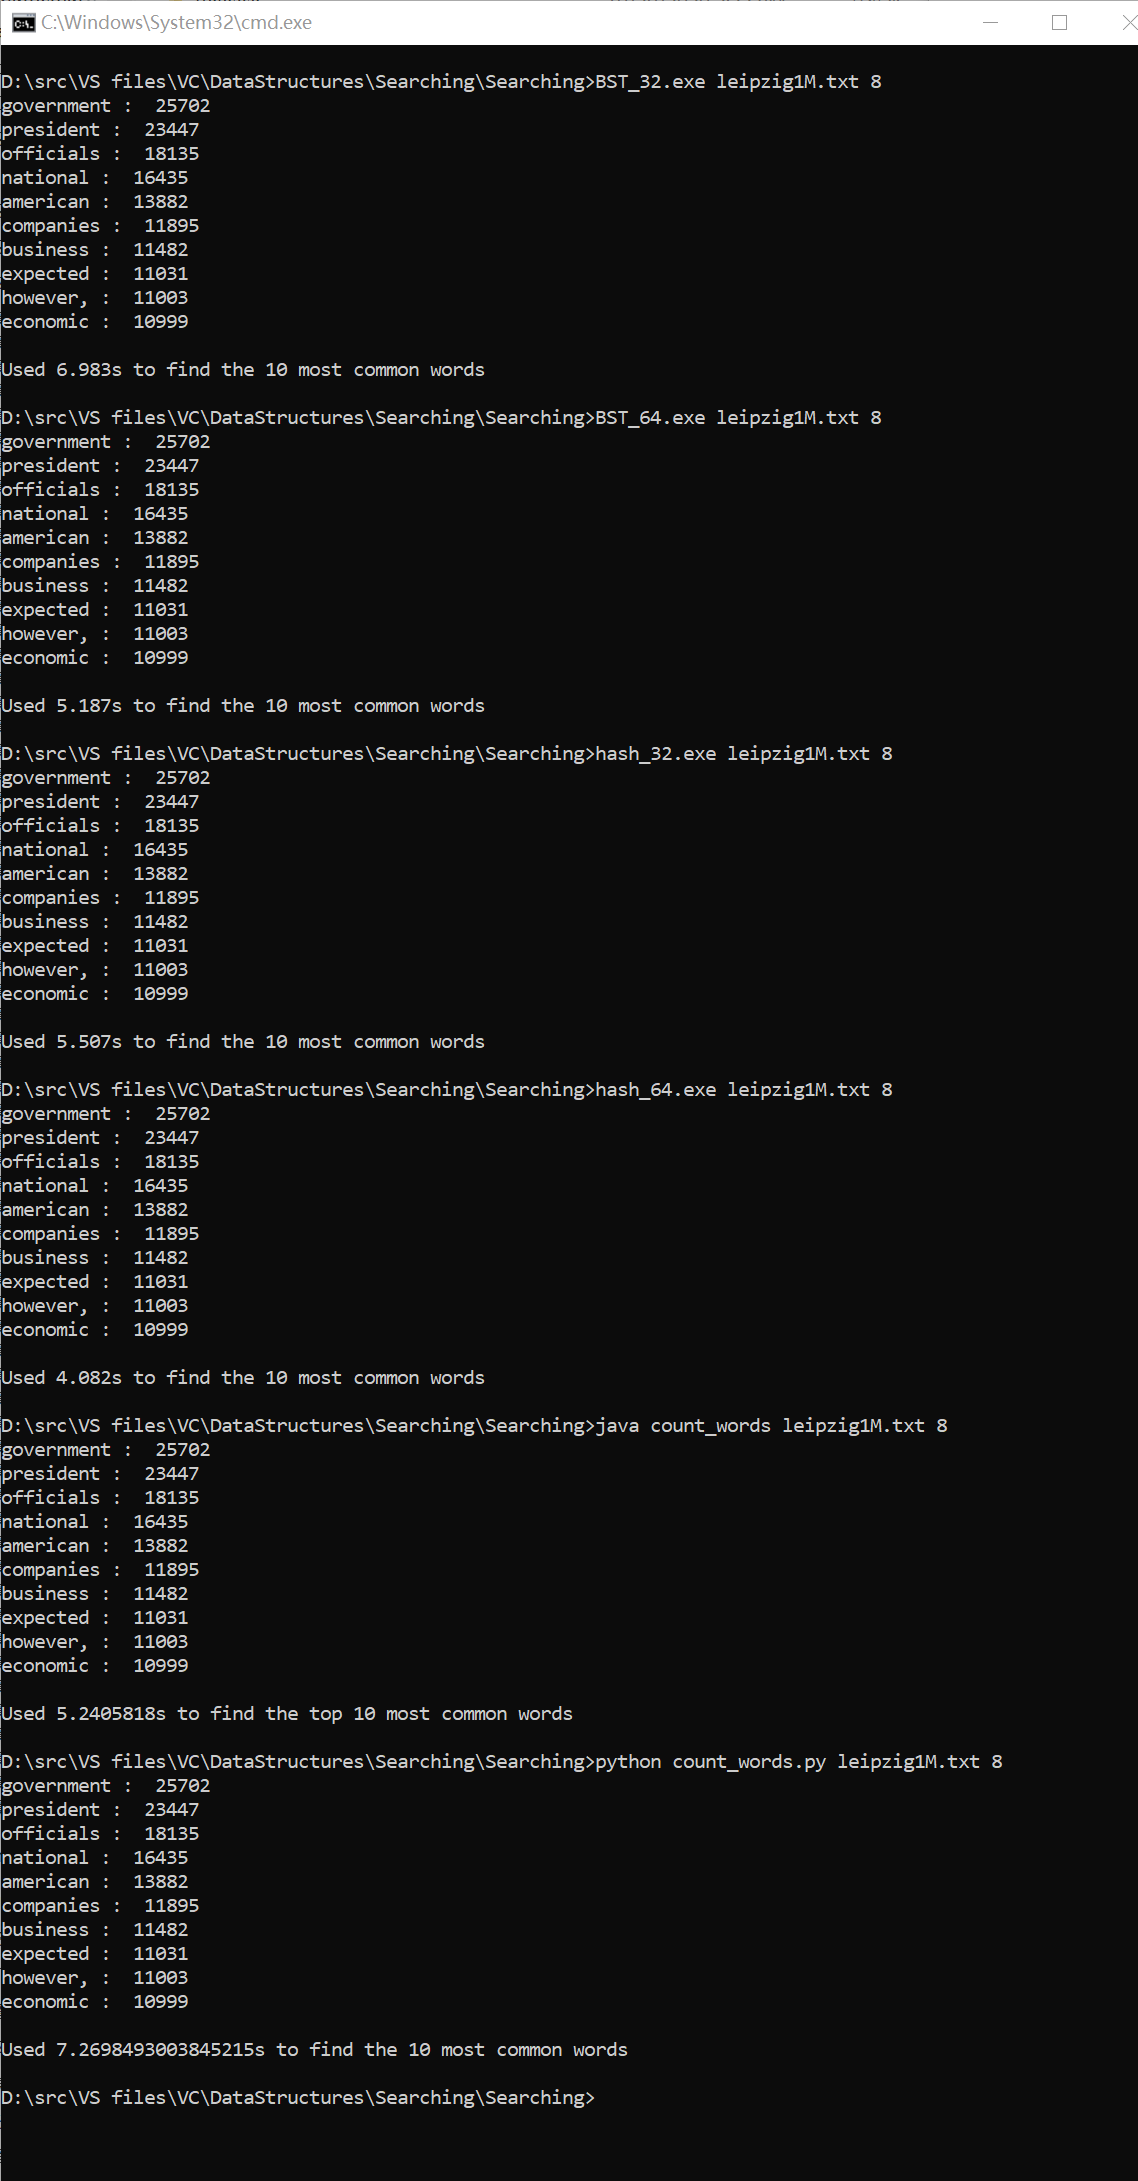 C:\Windows\System32\cmd.exe
D:\src\VS files\VC\DataStructures\Searching\Searching>BST_32.exe leipzig1M.txt 8
government :  25702
president :  23447
officials :  18135
national :  16435
american :  13882
companies :  11895
business :  11482
expected :  11031
however, :  11003
economic :  10999
Used 6.983s to find the 10 most common words
D:\src\VS files\VC\DataStructures\Searching\Searching>BST_64.exe leipzig1M.txt 8
government :  25702
president :  23447
officials :  18135
national :  16435
american :  13882
companies :  11895
business :  11482
expected :  11031
however, :  11003
economic :  10999
Used 5.187s to find the 10 most common words
D:\src\VS files\VC\DataStructures\Searching\Searching>hash_32.exe leipzig1M.txt 8
government :  25702
president :  23447
officials :  18135
national :  16435
american :  13882
companies :  11895
business :  11482
expected :  11031
however, :  11003
economic :  10999
Used 5.507s to find the 10 most common words
D:\src\VS files\VC\DataStructures\Searching\Searching>hash_64.exe leipzig1M.txt 8
government :  25702
president :  23447
officials :  18135
national :  16435
american :  13882
companies :  11895
business :  11482
expected :  11031
however, :  11003
economic :  10999
Used 4.082s to find the 10 most common words
D:\src\VS files\VC\DataStructures\Searching\Searching>java count_words leipzig1M.txt 8
government :  25702
president :  23447
officials :  18135
national :  16435
american :  13882
companies :  11895
business :  11482
expected :  11031
however, :  11003
economic :  10999
Used 5.2405818s to find the top 10 most common words
D:\src\VS files\VC\DataStructures\Searching\Searching>python count_words.py leipzig1M.txt 8
government :  25702
president :  23447
officials :  18135
national :  16435
american :  13882
companies :  11895
business :  11482
expected :  11031
however, :  11003
economic :  10999
Used 7.2698493003845215s to find the 10 most common words
D:\src\VS files\VC\DataStructures\Searching\Searching>